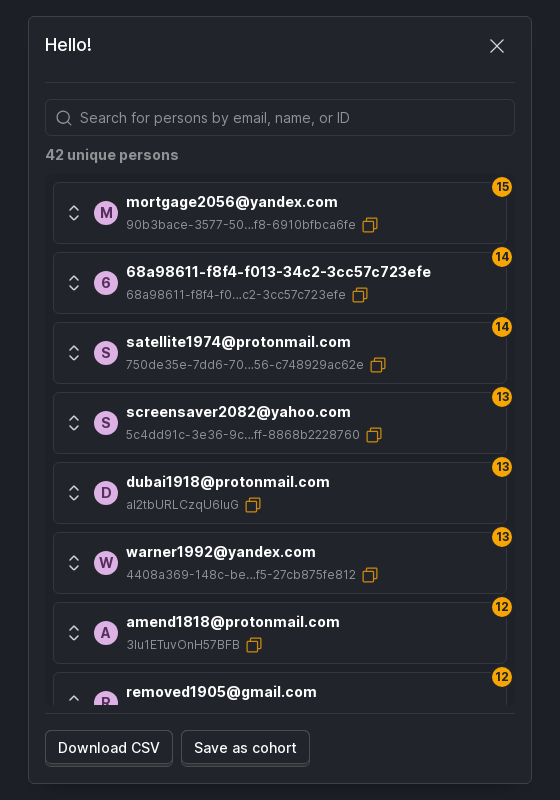 Hello!
Search for persons by email, name, or ID
42 unique persons
15
M
mortgage2056@yandex.com
90b3bace-3577-50...f8-6910bfbca6fe
14
6
68a98611-f8f4-f013-34c2-3cc57c723efe
68a98611-f8f4-f0...c2-3cc57c723efe
14
S
satellite1974@protonmail.com
750de35e-7dd6-70...56-c748929ac62e
13
S
screensaver2082@yahoo.com
5c4dd91c-3e36-9c...ff-8868b2228760
13
D
dubai1918@protonmail.com
al2tbURLCzqU6IuG
13
W
warner1992@yandex.com
4408a369-148c-be...f5-27cb875fe812
12
A
amend1818@protonmail.com
3Iu1ETuvOnH57BFB
12
R
removed1905@gmail.com
Download CSV
Save as cohort